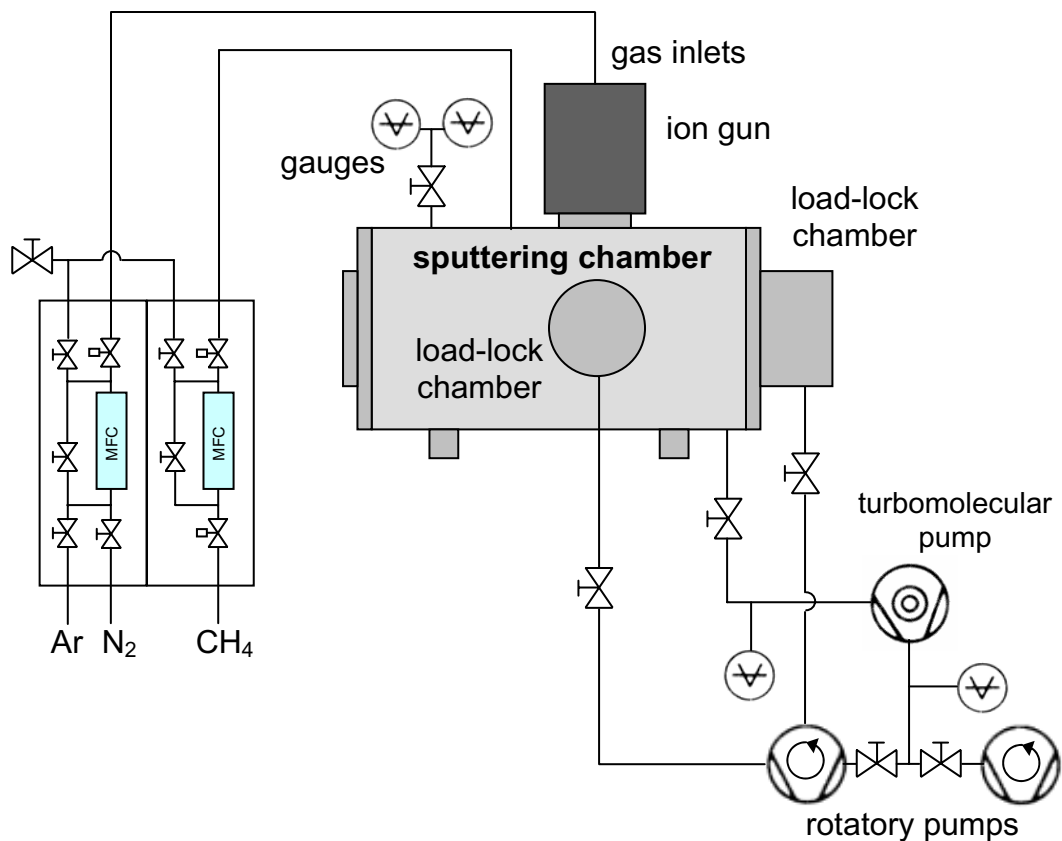 gas inlets
ion gun
gauges
load-lock
chamber
sputtering chamber
load-lock
chamber
MFC
MFC
turbomolecular
pump
Ar
N₂
CH₄
rotatory pumps